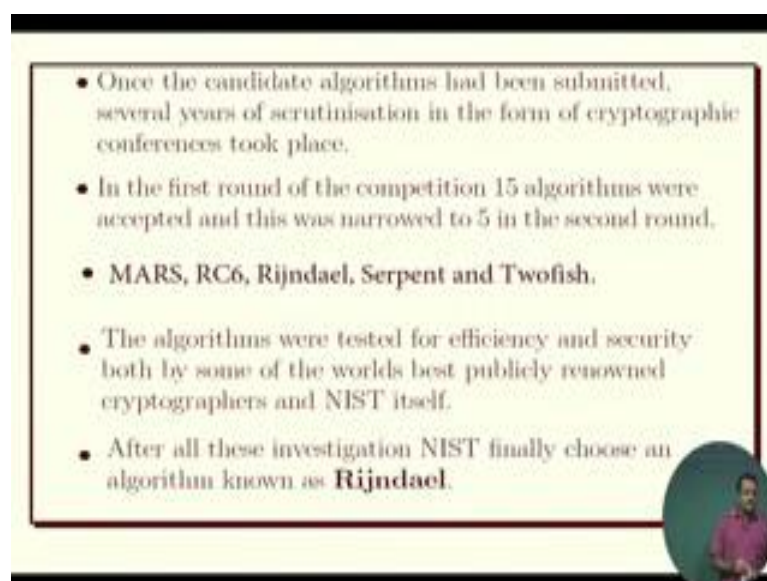 • Once the candidate algorithms had been submitted,
several years of scrutinisation in the form of cryptographic
conferences took place.
• In the first round of the competition 15 algorithms were
accepted and this was narrowed to 5 in the second round.
• MARS, RC6, Rijndael, Serpent and Twofish.
• The algorithms were tested for efficiency and security
both by some of the worlds best publicly renowned
cryptographers and NIST itself.
• After all these investigation NIST finally choose an
algorithm known as Rijndael.